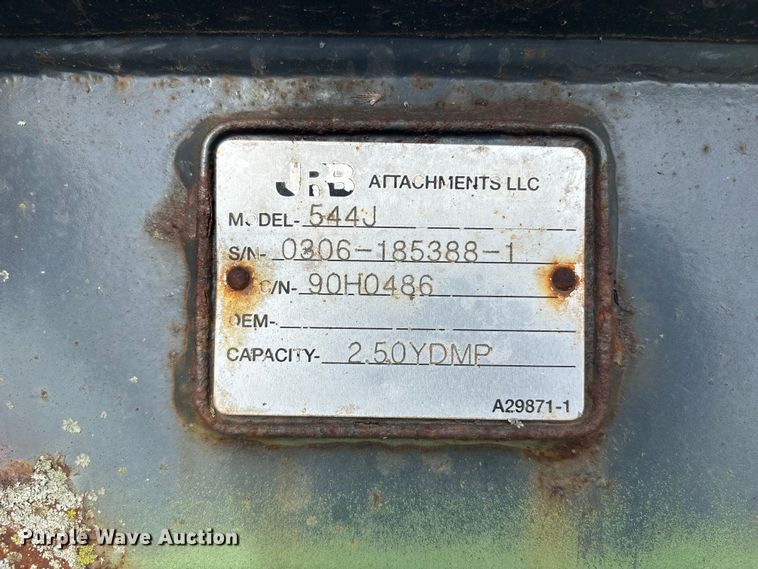 JRB ATTACHMENTS LLC
MODEL- 544J
S/N- 0306-185388-1
C/N- 90H0486
OEM-
CAPACITY- 2.50YDMP
A29871-1
Purple Wave Auction